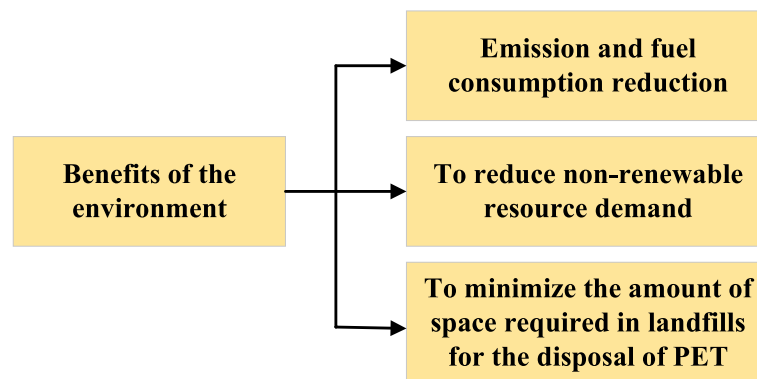 Emission and fuel
consumption reduction
Benefits of the
environment
To reduce non-renewable
resource demand
To minimize the amount of
space required in landfills
for the disposal of PET